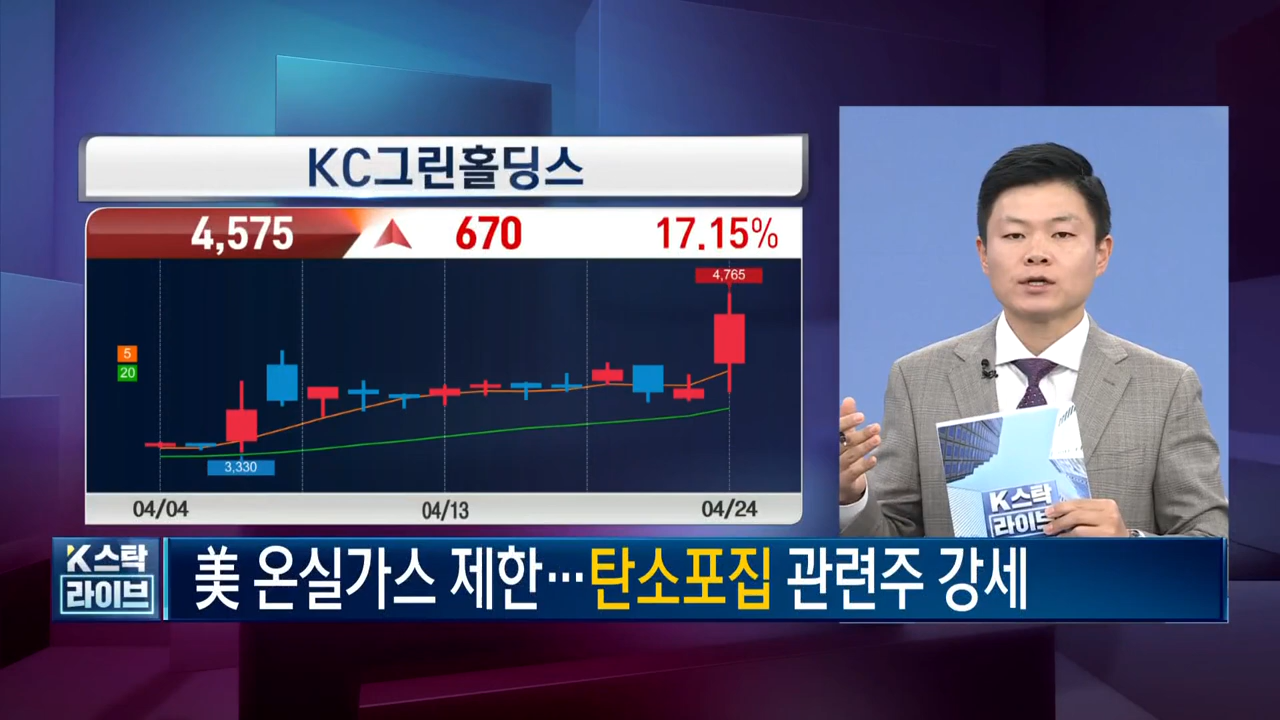 KC그린홀딩스
4,575 ▲ 670 17.15%
4,765
5
20
3,330
04/04 04/13 04/24
K스탁
라이브
K스탁
라이브
美 온실가스 제한…탄소포집 관련주 강세